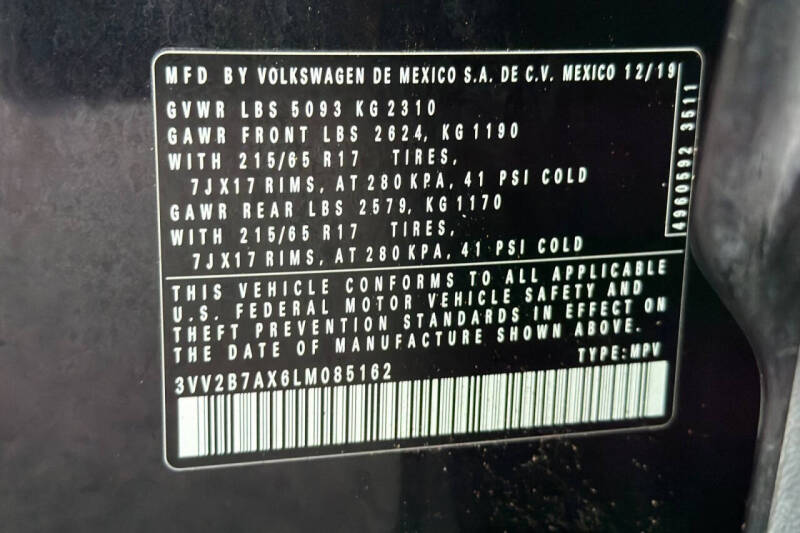 MFD BY VOLKSWAGEN DE MEXICO S.A. DE C.V. MEXICO 12/19
GVWR LBS 5093 KG 2310
GAWR FRONT LBS 2624, KG 1190
WITH 215/65 R17 TIRES,
7JX17 RIMS, AT 280 KPA, 41 PSI COLD
GAWR REAR LBS 2579, KG 1170
WITH 215/65 R17 TIRES,
7JX17 RIMS, AT 280 KPA, 41 PSI COLD
4960592 3511
THIS VEHICLE CONFORMS TO ALL APPLICABLE
U.S. FEDERAL MOTOR VEHICLE SAFETY AND
THEFT PREVENTION STANDARDS IN EFFECT ON
THE DATE OF MANUFACTURE SHOWN ABOVE.
3VV2B7AX6LM085162 TYPE:MPV